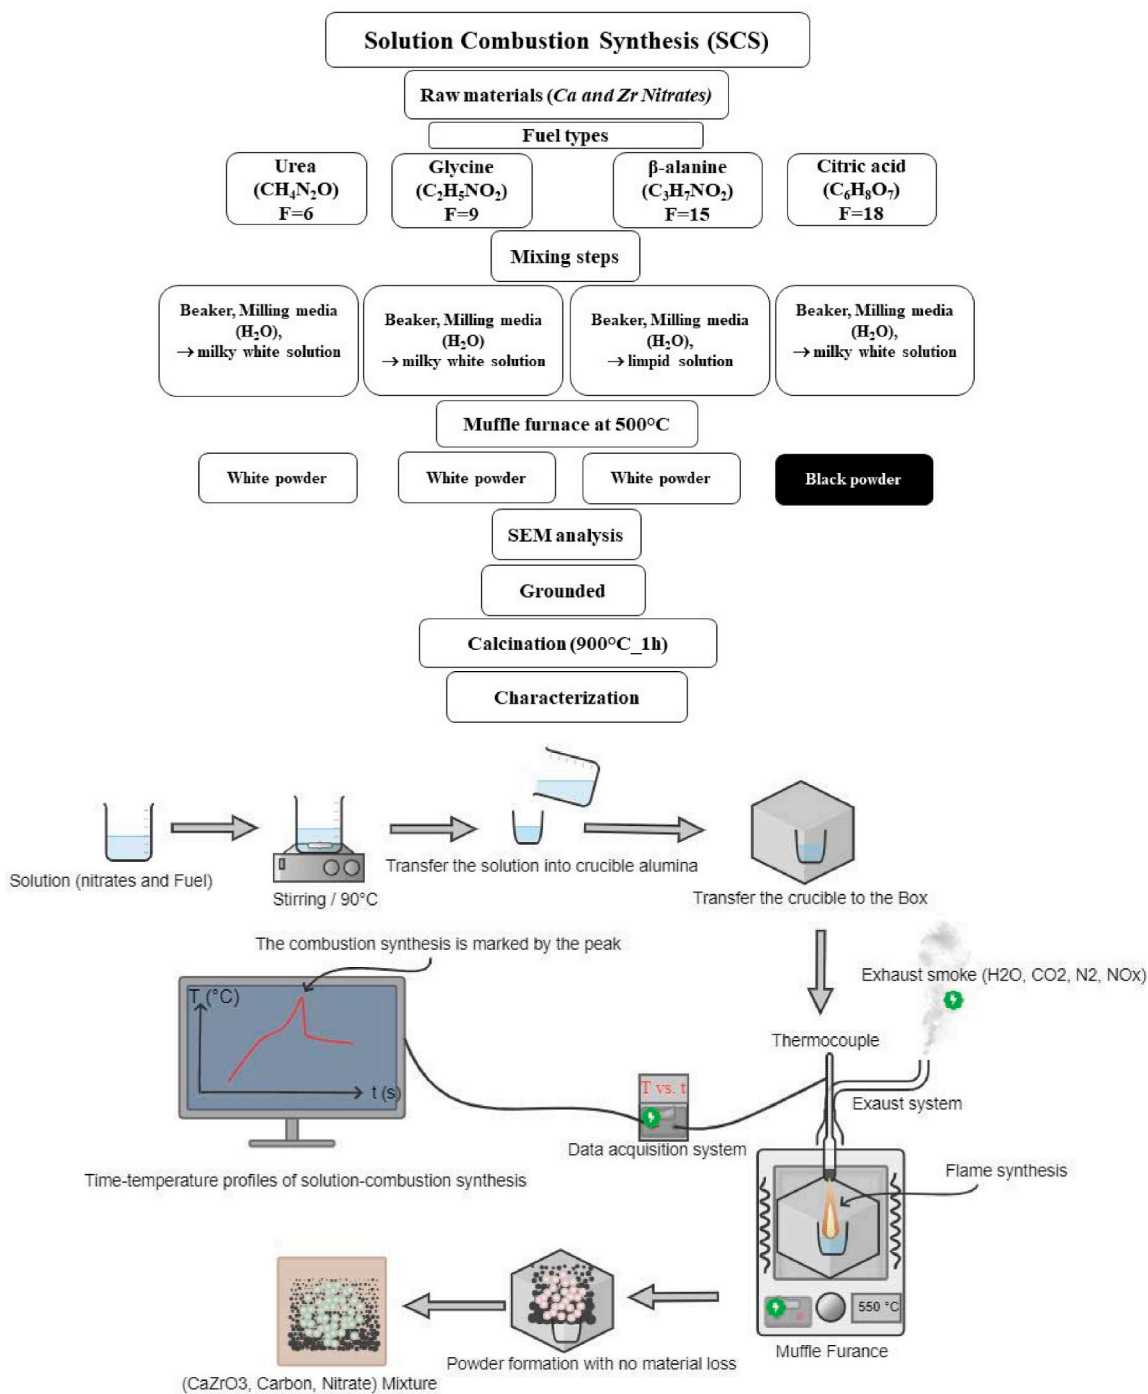 Solution Combustion Synthesis (SCS)
Raw materials (Ca and Zr Nitrates)
Fuel types
Urea
(CH₄N₂O)
F=6
Glycine
(C₂H₅NO₂)
F=9
β-alanine
(C₃H₇NO₂)
F=15
Citric acid
(C₆H₈O₇)
F=18
Mixing steps
Beaker, Milling media
(H₂O),
→ milky white solution
Beaker, Milling media
(H₂O)
→ milky white solution
Beaker, Milling media
(H₂O),
→ limpid solution
Beaker, Milling media
(H₂O),
→ milky white solution
Muffle furnace at 500°C
White powder
White powder
White powder
Black powder
SEM analysis
Grounded
Calcination (900°C_1h)
Characterization
Solution (nitrates and Fuel)
Stirring / 90°C
Transfer the solution into crucible alumina
Transfer the crucible to the Box
The combustion synthesis is marked by the peak
Exhaust smoke (H2O, CO2, N2, NOx)
T (°C)
t (s)
Thermocouple
T vs. t
Exaust system
Data acquisition system
Time-temperature profiles of solution-combustion synthesis
Flame synthesis
550 °C
Muffle Furance
Powder formation with no material loss
(CaZrO3, Carbon, Nitrate) Mixture